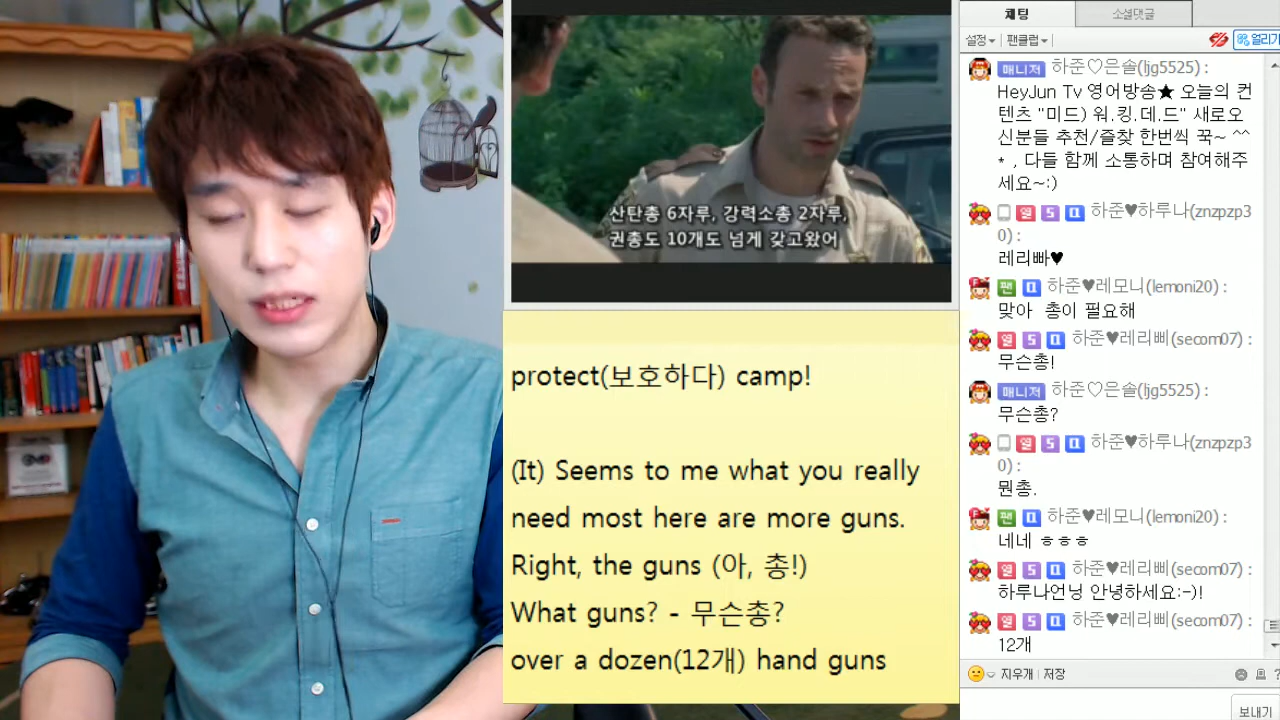 산탄총 6자루, 강력소총 2자루,
권총도 10개도 넘게 갖고왔어
protect(보호하다) camp!
(It) Seems to me what you really
need most here are more guns.
Right, the guns (아, 총!)
What guns? - 무슨총?
over a dozen(12개) hand guns
채팅 소셜댓글
설정 팬클럽 열리기
매니저 하준♡은솔(ljg5525) :
HeyJun Tv 영어방송★ 오늘의 컨
텐츠 "미드) 워.킹.데.드" 새로오
신분들 추천/즐찾 한번씩 꾹~ ^^
* , 다들 함께 소통하며 참여해주
세요~:)
열 S 하준♥하루나(znzpzp3
0) :
레리빠♥
팬 하준♥레모니(lemoni20) :
맞아 총이 필요해
열 S 하준♥레리삐(secom07) :
무슨총!
매니저 하준♡은솔(ljg5525) :
무슨총?
열 S 하준♥하루나(znzpzp3
0) :
뭔총.
팬 하준♥레모니(lemoni20) :
네네 ㅎㅎㅎ
열 S 하준♥레리삐(secom07) :
하루나언닝 안녕하세요:-)!
열 S 하준♥레리삐(secom07) :
12개
지우개 저장
보내기